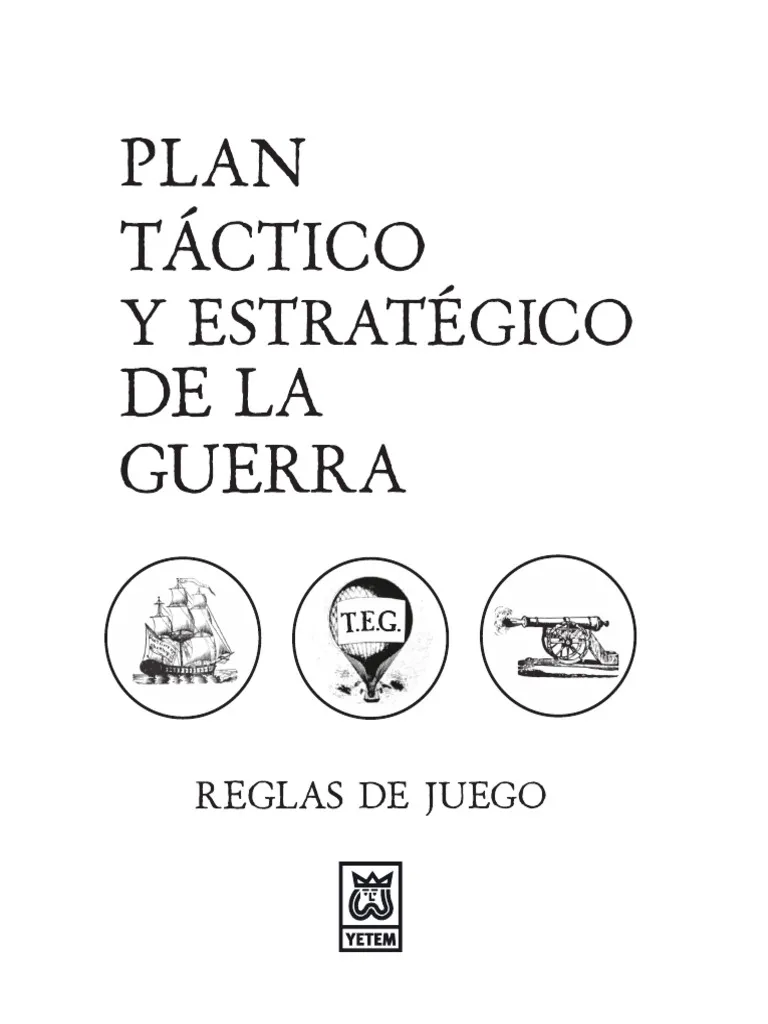 PLAN
TÁCTICO
Y ESTRATÉGICO
DE LA
GUERRA
T.E.G.
REGLAS DE JUEGO
YETEM